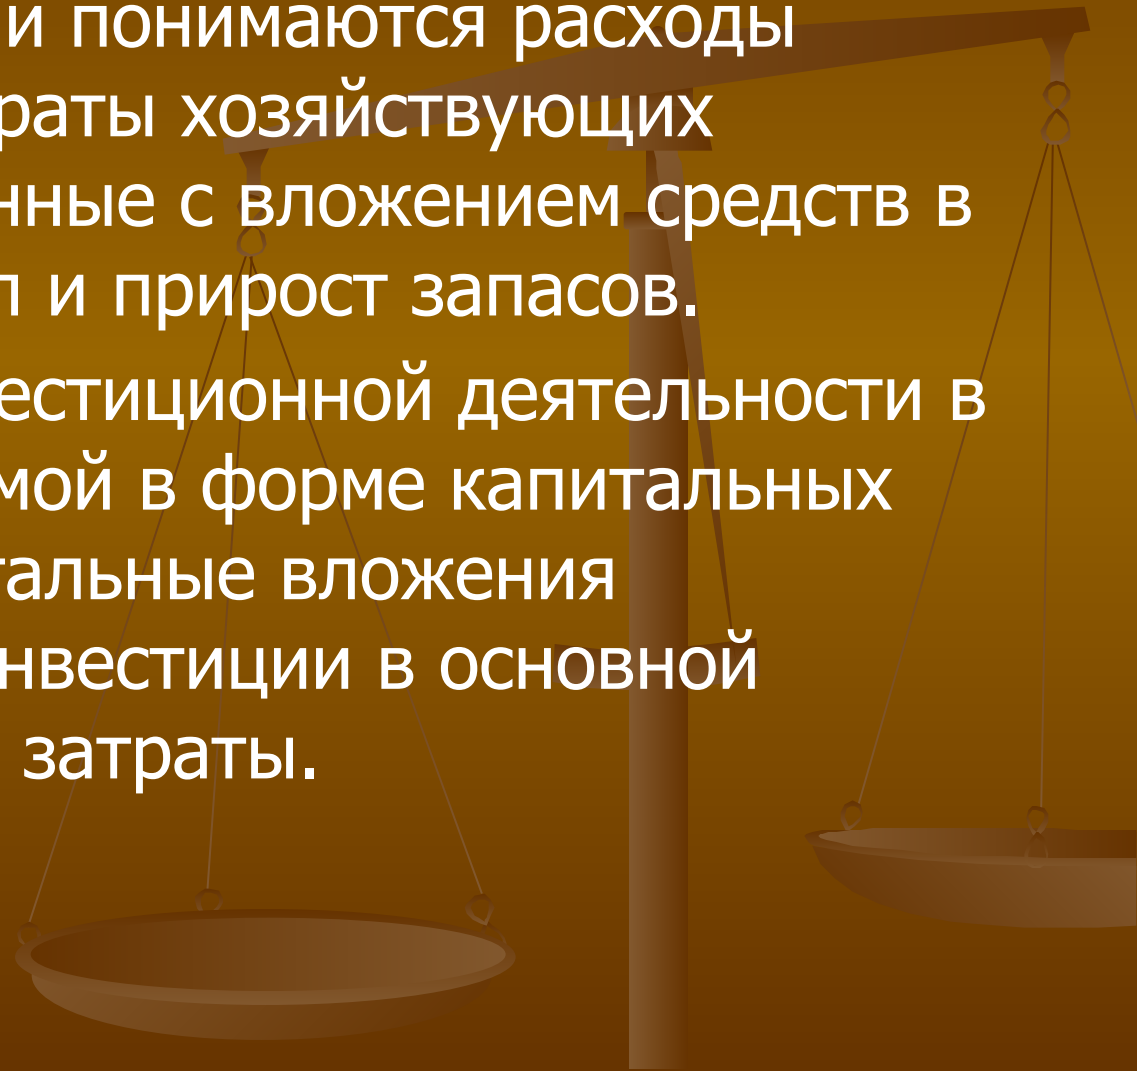 и понимаются расходы
раты хозяйствующих
нные с вложением средств в
л и прирост запасов.
естиционной деятельности в
мой в форме капитальных
тальные вложения
нвестиции в основной
затраты.